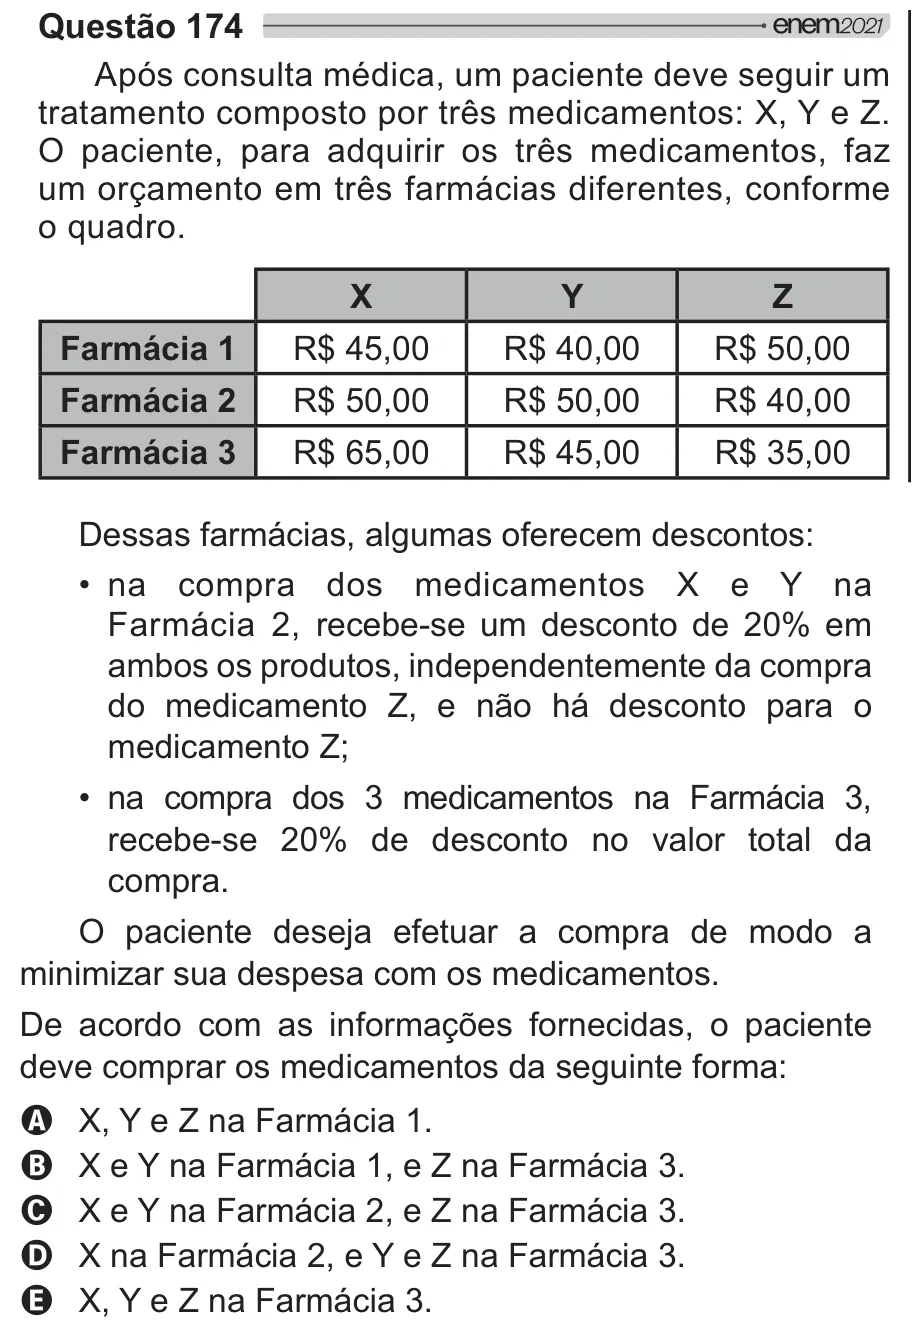 Questão 174
enem2021
Após consulta médica, um paciente deve seguir um
tratamento composto por três medicamentos: X, Y e Z.
O paciente, para adquirir os três medicamentos, faz
um orçamento em três farmácias diferentes, conforme
o quadro.
X Y Z
Farmácia 1 R$ 45,00 R$ 40,00 R$ 50,00
Farmácia 2 R$ 50,00 R$ 50,00 R$ 40,00
Farmácia 3 R$ 65,00 R$ 45,00 R$ 35,00
Dessas farmácias, algumas oferecem descontos:
• na compra dos medicamentos X e Y na
Farmácia 2, recebe-se um desconto de 20% em
ambos os produtos, independentemente da compra
do medicamento Z, e não há desconto para o
medicamento Z;
• na compra dos 3 medicamentos na Farmácia 3,
recebe-se 20% de desconto no valor total da
compra.
O paciente deseja efetuar a compra de modo a
minimizar sua despesa com os medicamentos.
De acordo com as informações fornecidas, o paciente
deve comprar os medicamentos da seguinte forma:
A X, Y e Z na Farmácia 1.
B X e Y na Farmácia 1, e Z na Farmácia 3.
C X e Y na Farmácia 2, e Z na Farmácia 3.
D X na Farmácia 2, e Y e Z na Farmácia 3.
E X, Y e Z na Farmácia 3.